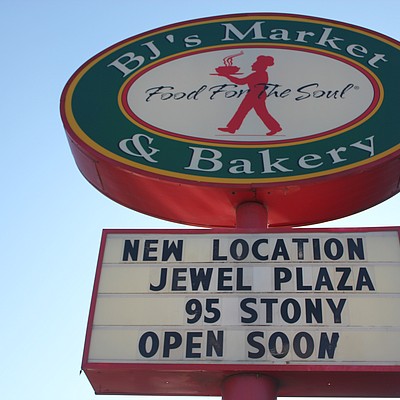 BJ's Market
Food For The Soul®
& Bakery
NEW LOCATION
JEWEL PLAZA
95 STONY
OPEN SOON